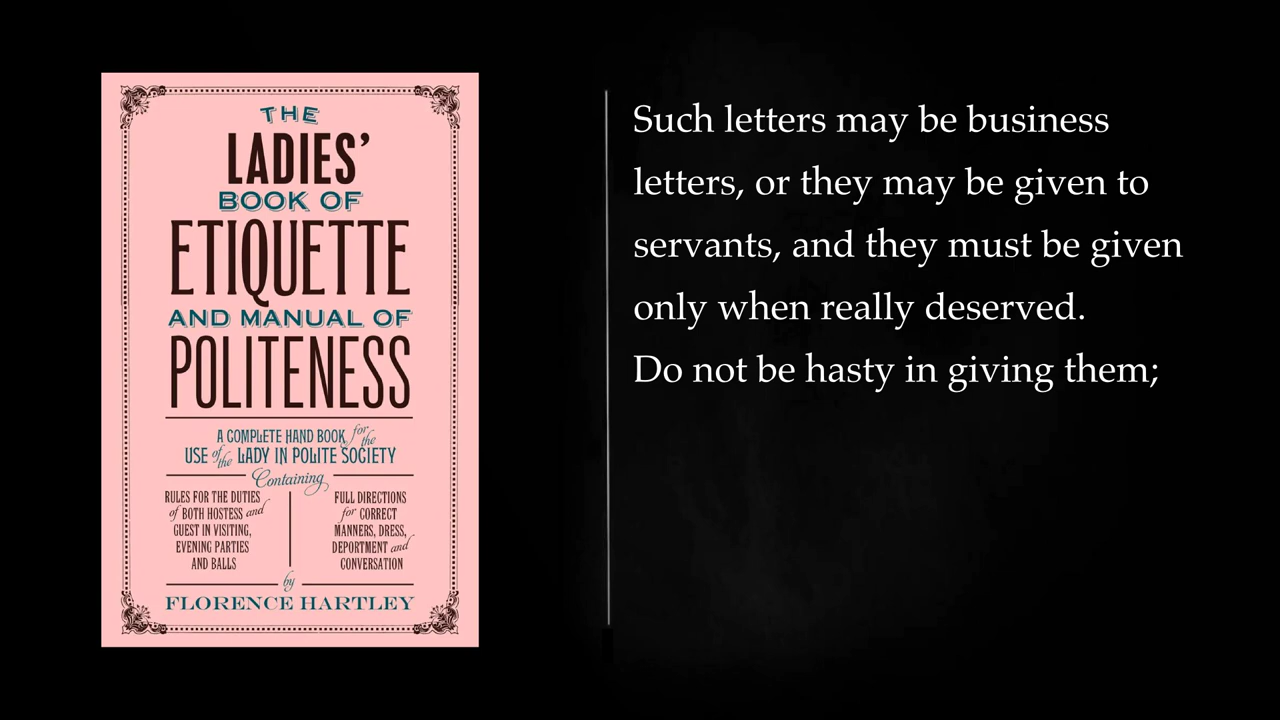 THE
LADIES'
BOOK OF
ETIQUETTE
AND MANUAL OF
POLITENESS
A COMPLETE HAND BOOK for the
USE of the LADY IN POLITE SOCIETY
Containing
RULES FOR THE DUTIES
of BOTH HOSTESS and
GUEST IN VISITING,
EVENING PARTIES
AND BALLS
FULL DIRECTIONS
for CORRECT
MANNERS, DRESS,
DEPORTMENT and
CONVERSATION
by
FLORENCE HARTLEY
Such letters may be business
letters, or they may be given to
servants, and they must be given
only when really deserved.
Do not be hasty in giving them;